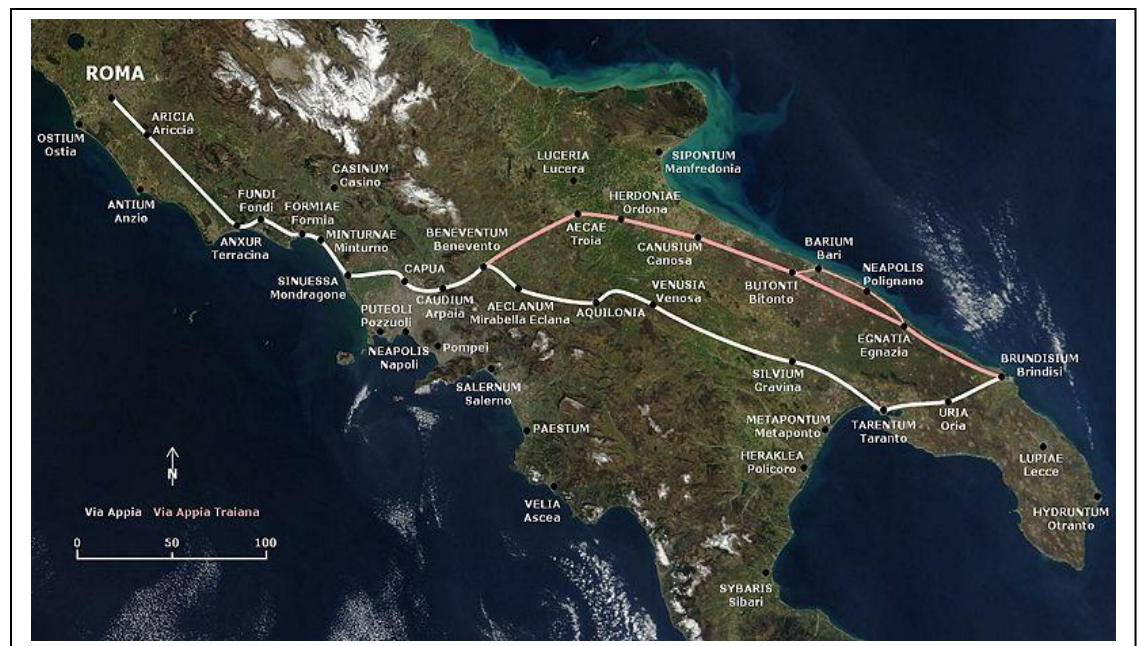 ROMA
ARICIA
Ariccia
OSTIUM
Ostia
CASINUM
Casino
LUCERIA
Lucera
SIPONTUM
Manfredonia
ANTIUM
Anzio
FUNDI
Fondi
FORMIAE
Formia
HERDONIAE
Ordona
ANXUR
Terracina
MINTURNAE
Minturno
BENEVENTUM
Benevento
AECAE
Troia
CANUSIUM
Canosa
BARIUM
Bari
SINUESSA
Mondragone
CAPUA
CAUDIUM
Arpaia
AECLANUM
Mirabella Eclana
AQUILONIA
VENUSIA
Venosa
BUTONTI
Bitonto
NEAPOLIS
Polignano
PUTEOLI
Pozzuoli
NEAPOLIS
Napoli
Pompei
EGNATIA
Egnazia
SALERNUM
Salerno
SILVIUM
Gravina
BRUNDISIUM
Brindisi
PAESTUM
METAPONTUM
Metaponto
TARENTUM
Taranto
URIA
Oria
HERAKLEA
Policoro
LUPIAE
Lecce
VELIA
Ascea
HYDRUNTUM
Otranto
N
Via Appia Via Appia Traiana
0 50 100
SYBARIS
Sibari